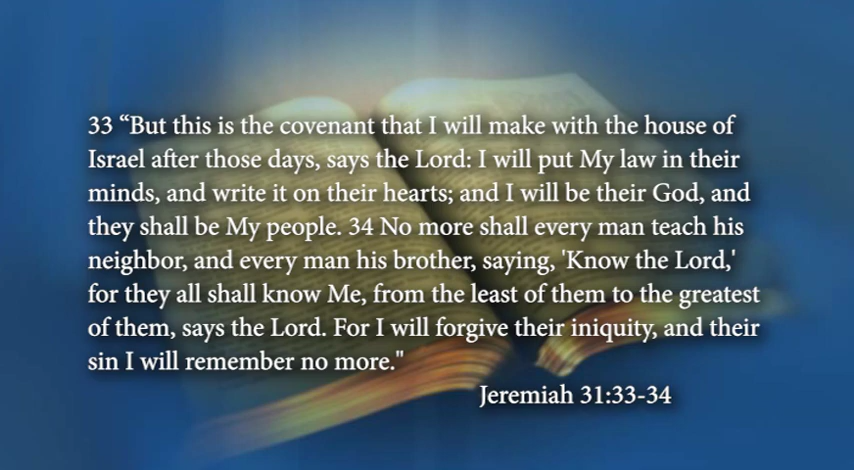 33 “But this is the covenant that I will make with the house of
Israel after those days, says the Lord: I will put My law in their
minds, and write it on their hearts; and I will be their God, and
they shall be My people. 34 No more shall every man teach his
neighbor, and every man his brother, saying, 'Know the Lord,'
for they all shall know Me, from the least of them to the greatest
of them, says the Lord. For I will forgive their iniquity, and their
sin I will remember no more."
Jeremiah 31:33-34